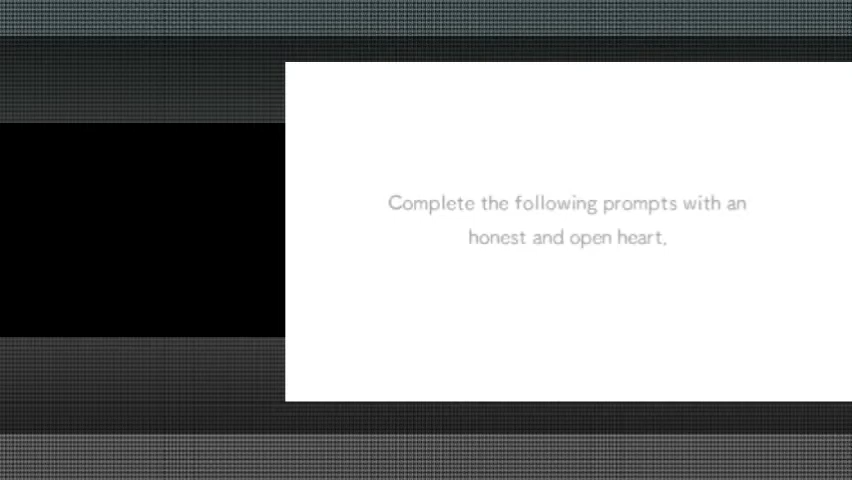 Complete the following prompts with an
honest and open heart.